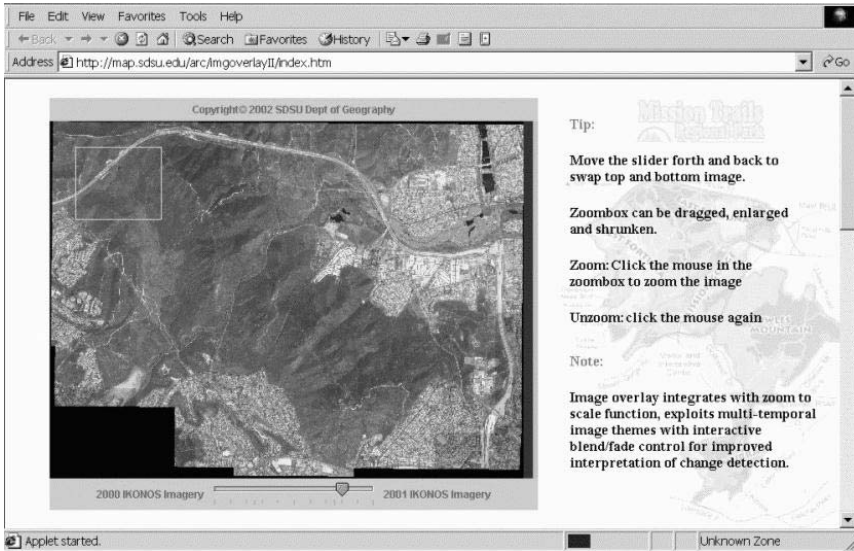 File Edit View Favorites Tools Help
Back Search Favorites History
Address http://map.sdsu.edu/arc/imgoverlayII/index.htm Go
Copyright© 2002 SDSU Dept of Geography
Mission Trails
Regional Park
Tip:
Move the slider forth and back to
swap top and bottom image.
Zoombox can be dragged, enlarged
and shrunken.
Zoom: Click the mouse in the
zoombox to zoom the image
Unzoom: click the mouse again
Note:
Image overlay integrates with zoom to
scale function, exploits multi-temporal
image themes with interactive
blend/fade control for improved
interpretation of change detection.
MOUNTAIN
2000 IKONOS Imagery 2001 IKONOS Imagery
Applet started. Unknown Zone